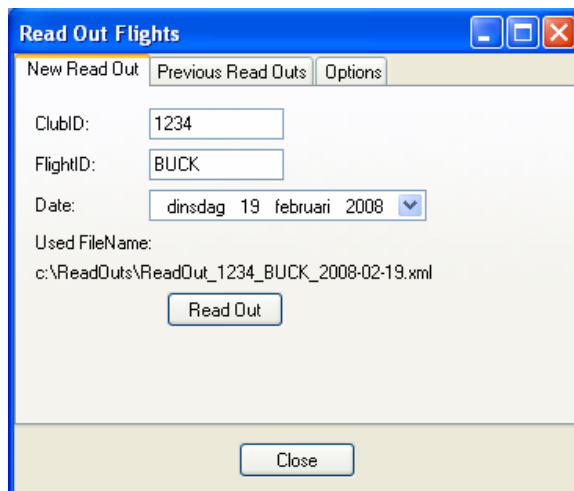 Read Out Flights
New Read Out Previous Read Outs Options
ClubID: 1234
FlightID: BUCK
Date: dinsdag 19 februari 2008
Used FileName:
c:\ReadOuts\ReadOut_1234_BUCK_2008-02-19.xml
Read Out
Close